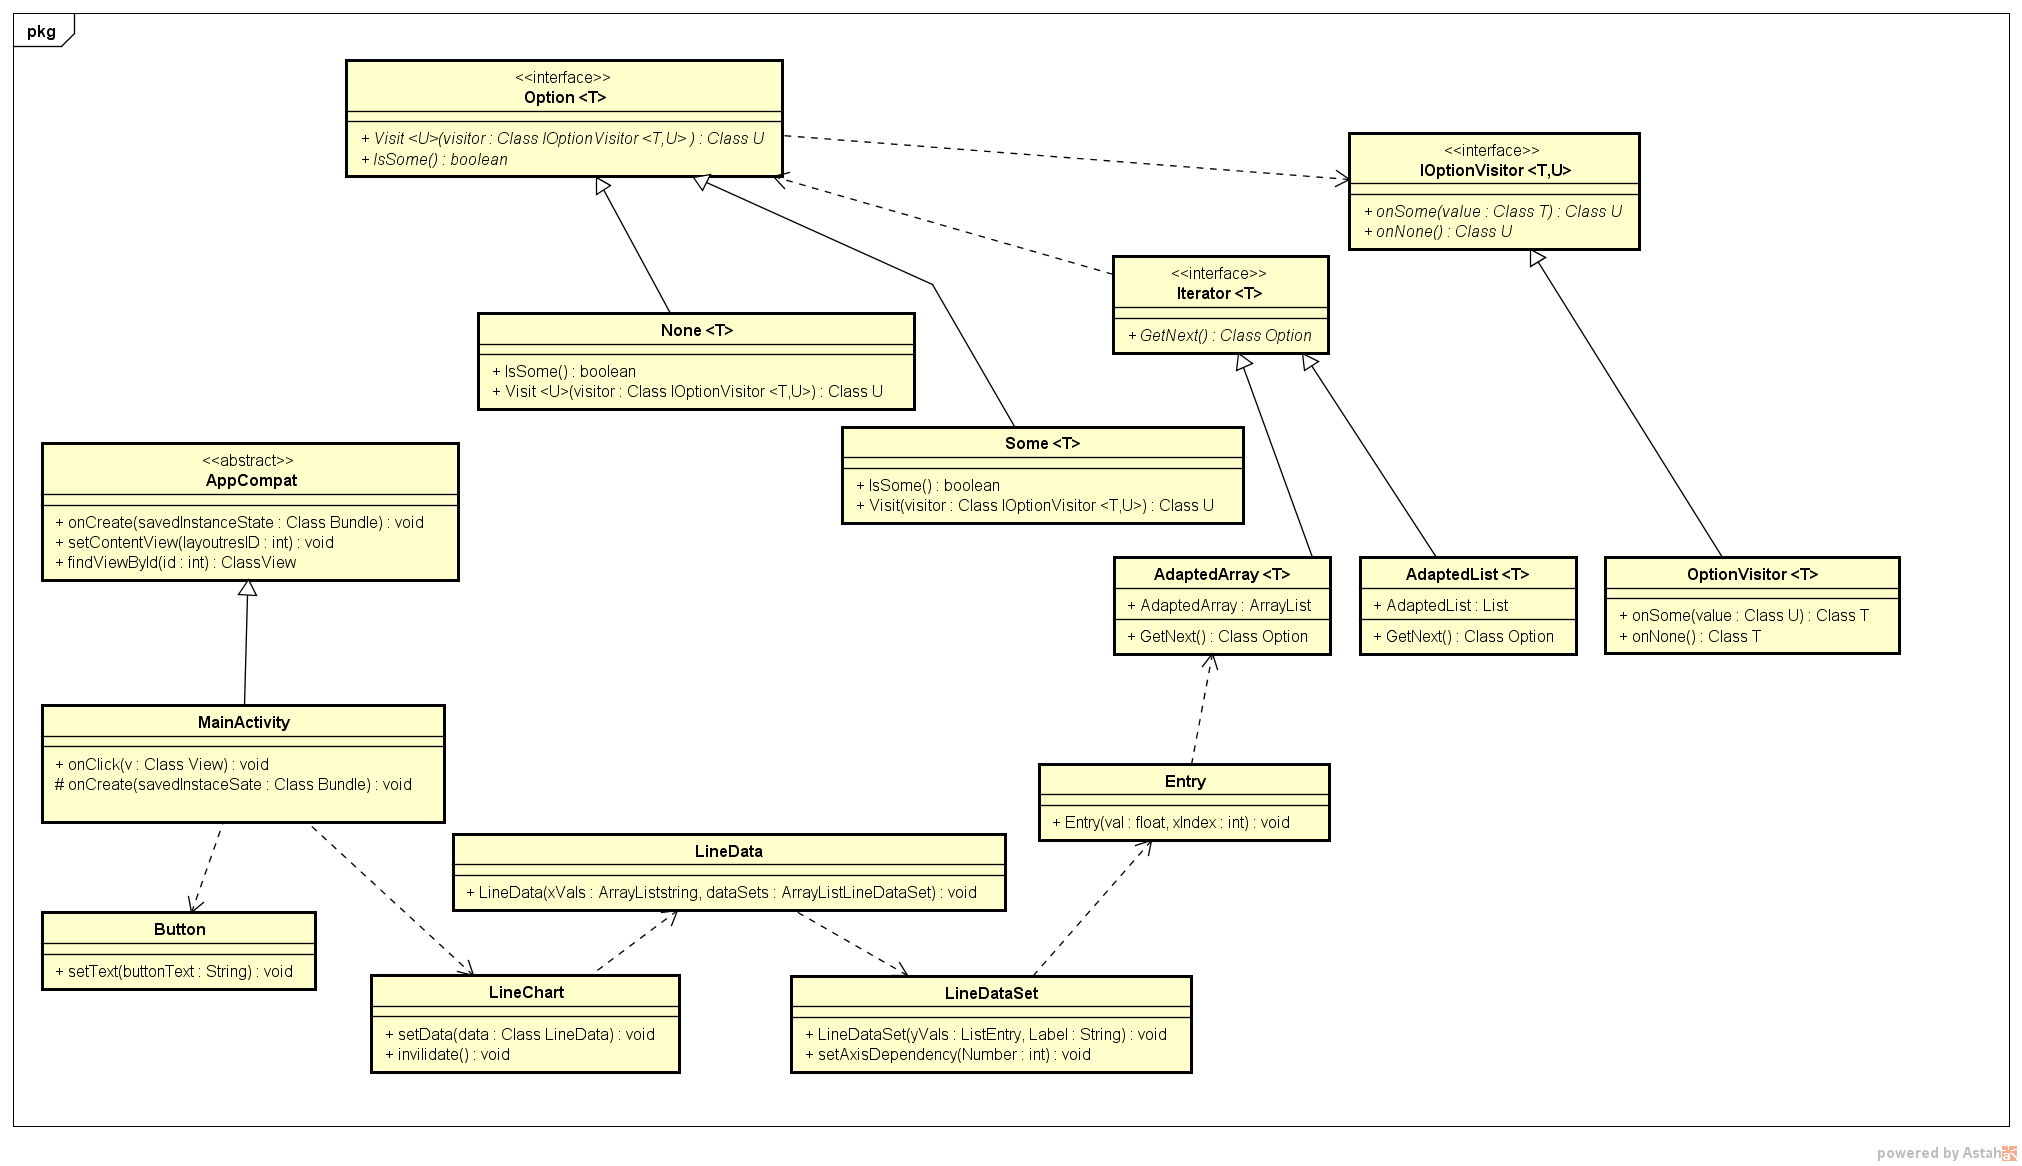 pkg
<<interface>>
Option <T>
+ Visit <U>(visitor : Class IOptionVisitor <T,U> ) : Class U
+ IsSome() : boolean
<<interface>>
IOptionVisitor <T,U>
+ onSome(value : Class T) : Class U
+ onNone() : Class U
<<interface>>
Iterator <T>
+ GetNext() : Class Option
None <T>
+ IsSome() : boolean
+ Visit <U>(visitor : Class IOptionVisitor <T,U>) : Class U
Some <T>
+ IsSome() : boolean
+ Visit(visitor : Class IOptionVisitor <T,U>) : Class U
<<abstract>>
AppCompat
+ onCreate(savedInstanceState : Class Bundle) : void
+ setContentView(layoutresID : int) : void
+ findViewById(id : int) : ClassView
AdaptedArray <T>
+ AdaptedArray : ArrayList
+ GetNext() : Class Option
AdaptedList <T>
+ AdaptedList : List
+ GetNext() : Class Option
OptionVisitor <T>
+ onSome(value : Class U) : Class T
+ onNone() : Class T
MainActivity
+ onClick(v : Class View) : void
# onCreate(savedInstaceSate : Class Bundle) : void
Entry
+ Entry(val : float, xIndex : int) : void
LineData
+ LineData(xVals : ArrayListstring, dataSets : ArrayListLineDataSet) : void
Button
+ setText(buttonText : String) : void
LineChart
+ setData(data : Class LineData) : void
+ invilidate() : void
LineDataSet
+ LineDataSet(yVals : ListEntry, Label : String) : void
+ setAxisDependency(Number : int) : void
powered by Astah